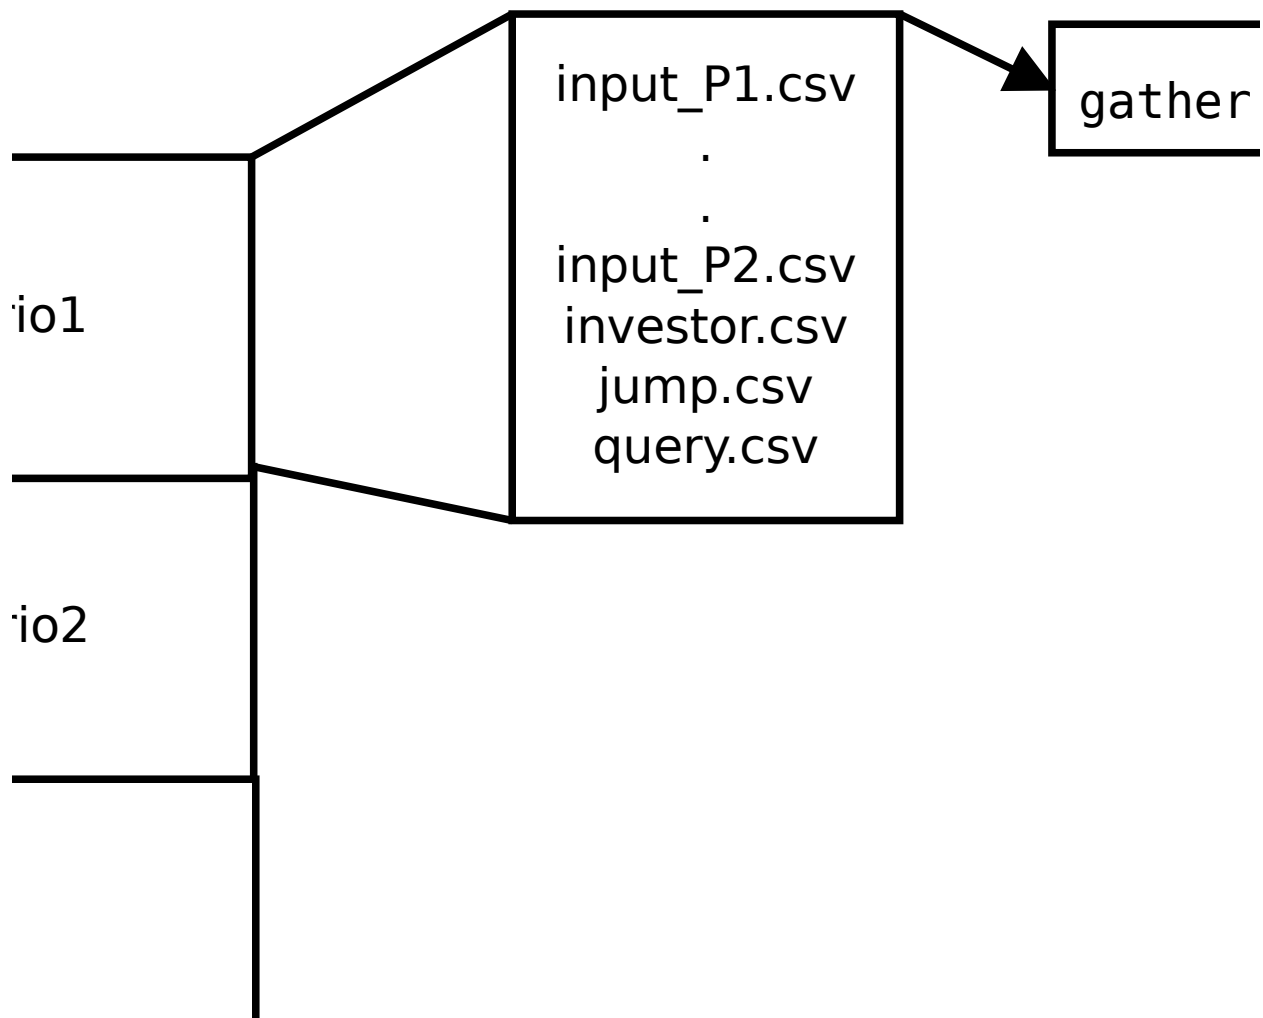 input_P1.csv
.
.
input_P2.csv
investor.csv
jump.csv
query.csv
gather
io1
io2